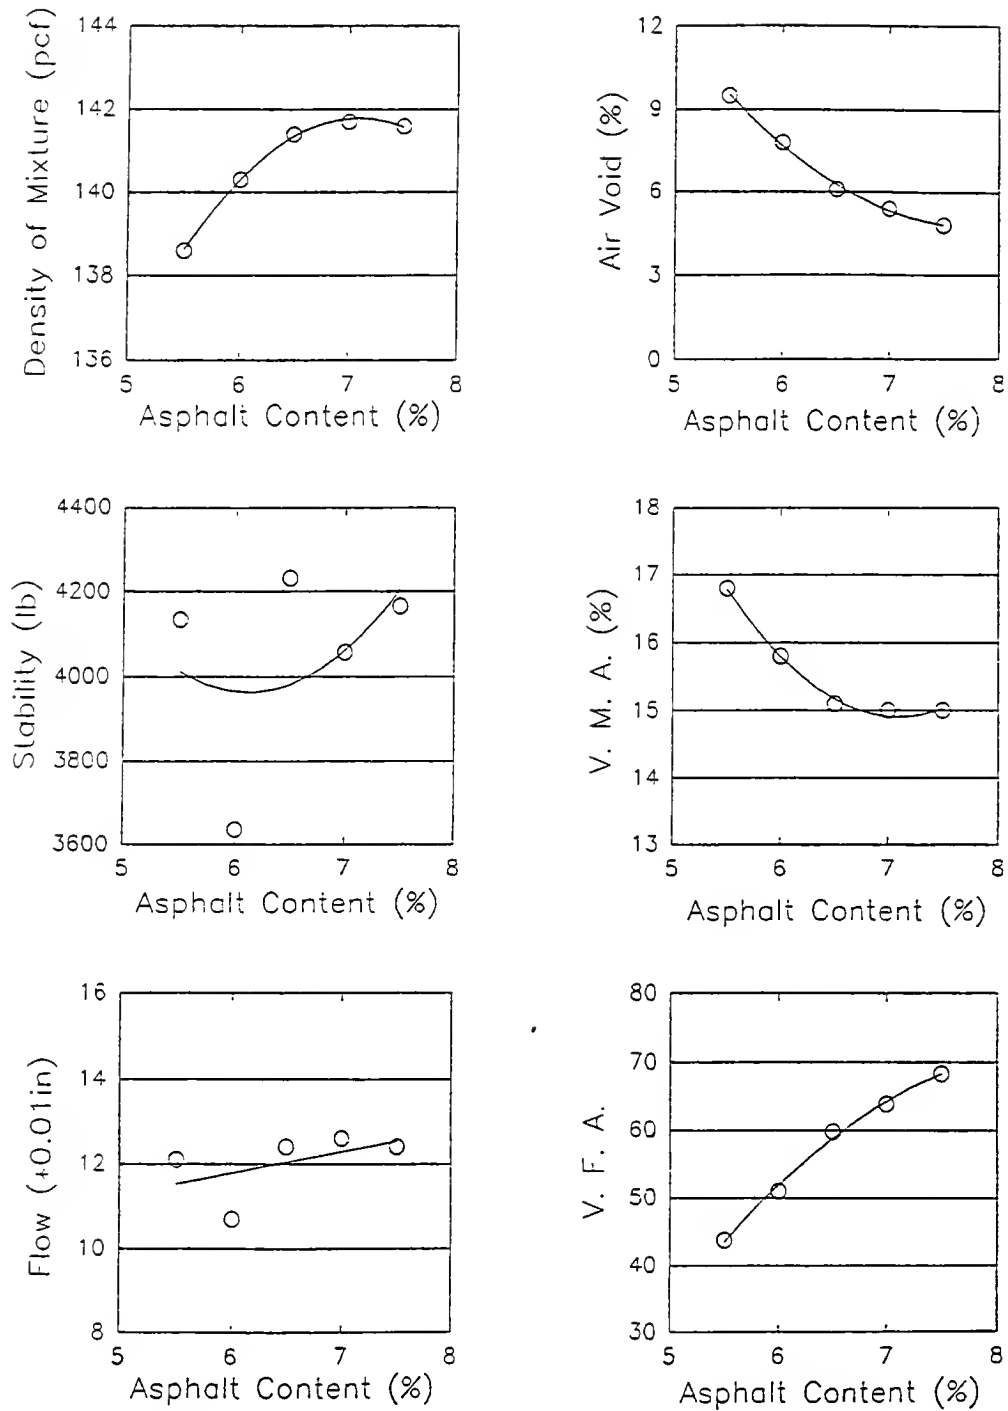 Density of Mixture (pcf)
144
142
140
138
136
5 6 7 8
Asphalt Content (%)
Air Void (%)
12
9
6
3
0
5 6 7 8
Asphalt Content (%)
Stability (lb)
4400
4200
4000
3800
3600
5 6 7 8
Asphalt Content (%)
V. M. A. (%)
18
17
16
15
14
13
5 6 7 8
Asphalt Content (%)
Flow (+0.01in)
16
14
12
10
8
5 6 7 8
Asphalt Content (%)
V. F. A.
80
70
60
50
40
30
5 6 7 8
Asphalt Content (%)